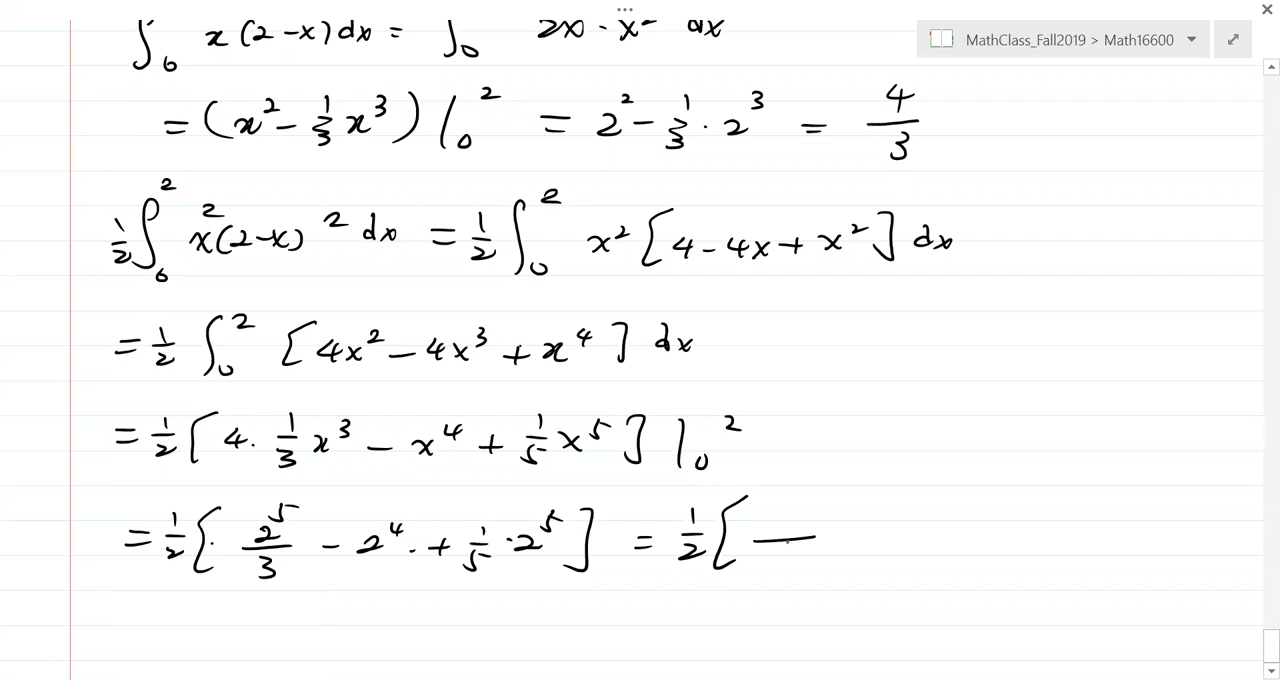 MathClass_Fall2019 > Math16600
∫₀ x(2-x)dx = ∫₀ 2x - x² dx
= (x² - 1/3 x³) |₀² = 2² - 1/3 · 2³ = 4/3
1/2 ∫₀² x²(2-x)² dx = 1/2 ∫₀² x² [4 - 4x + x²] dx
= 1/2 ∫₀² [4x² - 4x³ + x⁴] dx
= 1/2 [4 · 1/3 x³ - x⁴ + 1/5 x⁵] |₀²
= 1/2 [· 2⁵/3 - 2⁴ · + 1/5 · 2⁵] = 1/2 [